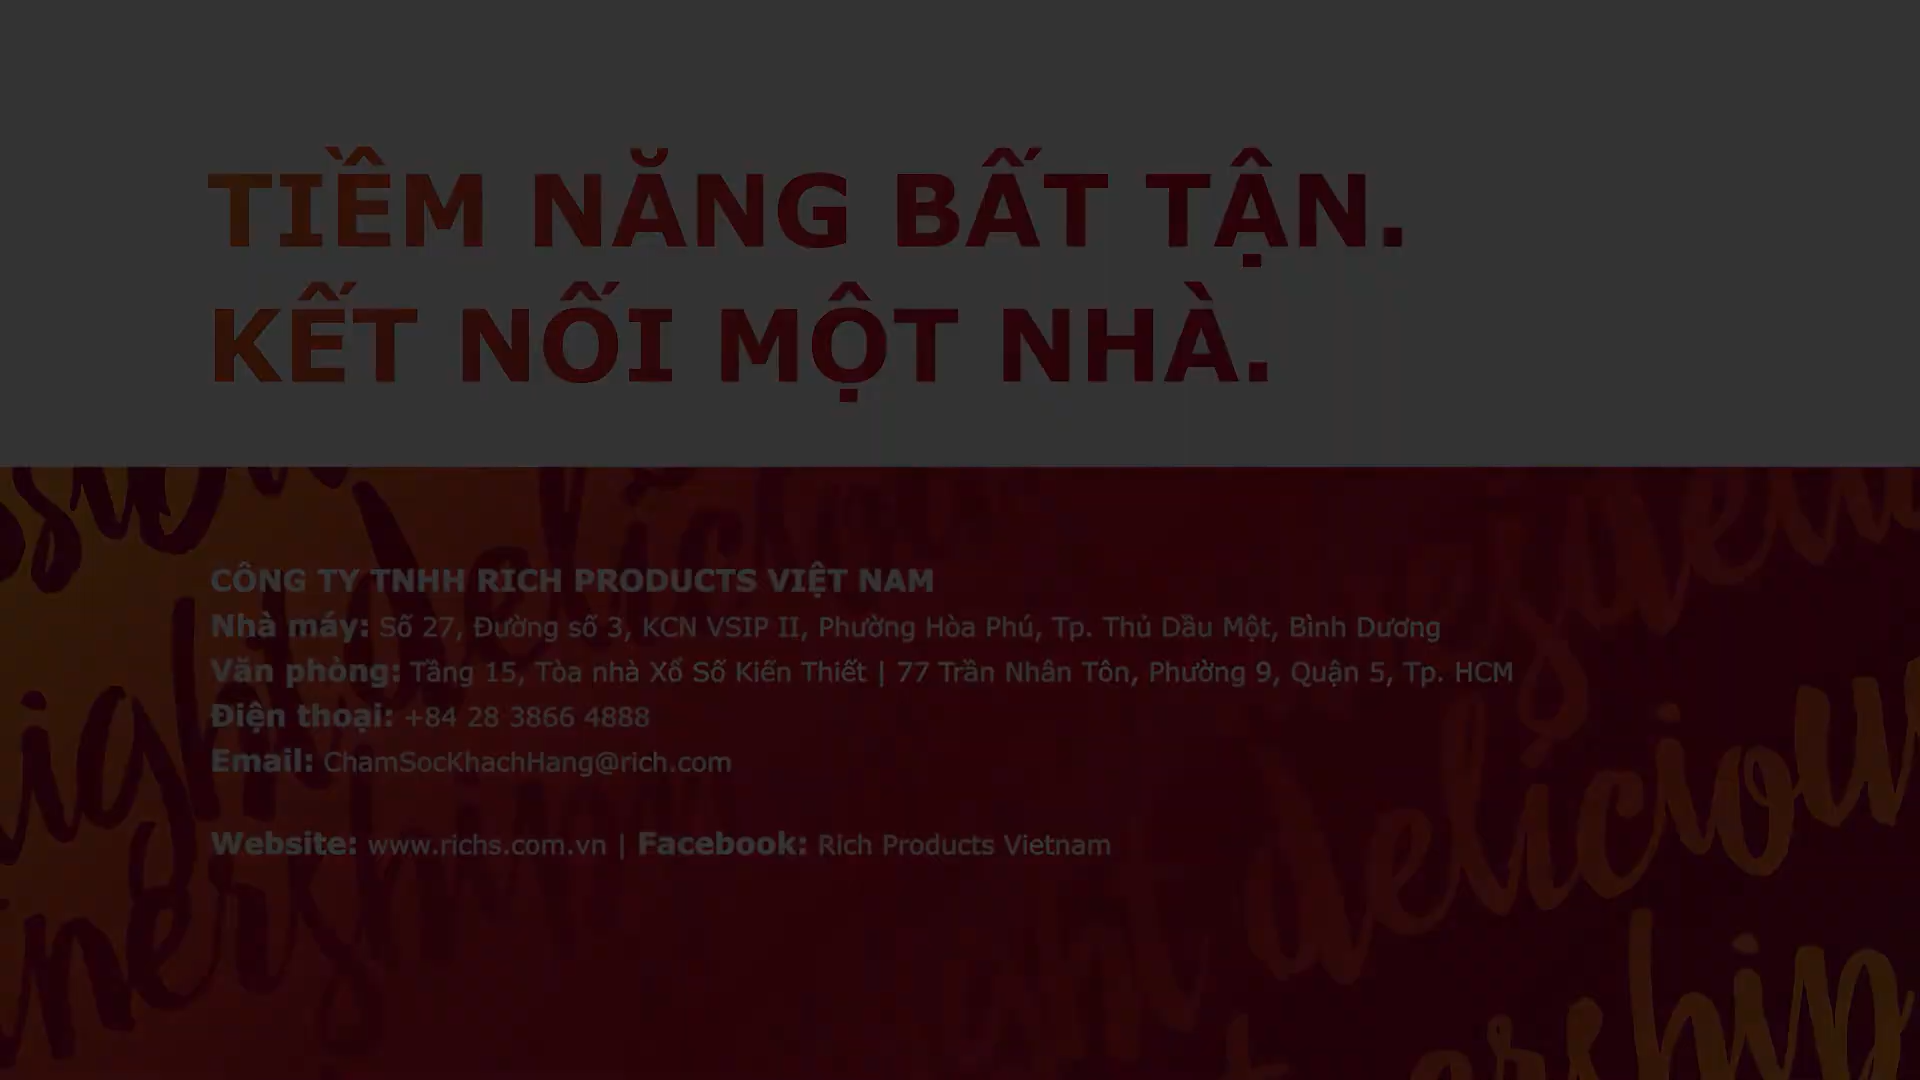 TIỀM NĂNG BẤT TẬN.
KẾT NỐI MỘT NHÀ.
CÔNG TY TNHH RICH PRODUCTS VIỆT NAM
Nhà máy: Số 27, Đường số 3, KCN VSIP II, Phường Hòa Phú, Tp. Thủ Dầu Một, Bình Dương
Văn phòng: Tầng 15, Tòa nhà Xổ Số Kiến Thiết | 77 Trần Nhân Tôn, Phường 9, Quận 5, Tp. HCM
Điện thoại: +84 28 3866 4888
Email: ChamSocKhachHang@rich.com
Website: www.richs.com.vn | Facebook: Rich Products Vietnam
delicious
delicious